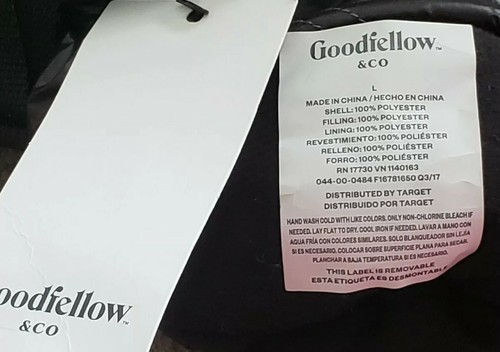 Goodfellow™
&CO
L
MADE IN CHINA / HECHO EN CHINA
SHELL: 100% POLYESTER
FILLING: 100% POLYESTER
LINING: 100% POLYESTER
REVESTIMIENTO: 100% POLIÉSTER
RELLENO: 100% POLIÉSTER
FORRO: 100% POLIÉSTER
RN 17730 VN 1140163
044-00-0484 F16781650 Q3/17
DISTRIBUTED BY TARGET
DISTRIBUIDO POR TARGET
HAND WASH COLD WITH LIKE COLORS. ONLY NON-CHLORINE BLEACH IF
NEEDED. LAY FLAT TO DRY. COOL IRON IF NEEDED. LAVAR A MANO CON
AGUA FRÍA CON COLORES SIMILARES. SOLO BLANQUEADOR SIN LEJÍA
SI ES NECESARIO. COLOCAR SOBRE SUPERFICIE PLANA PARA SECAR.
PLANCHAR A BAJA TEMPERATURA SI ES NECESARIO.
THIS LABEL IS REMOVABLE
ESTA ETIQUETA ES DESMONTABLE
oodfellow™
&CO